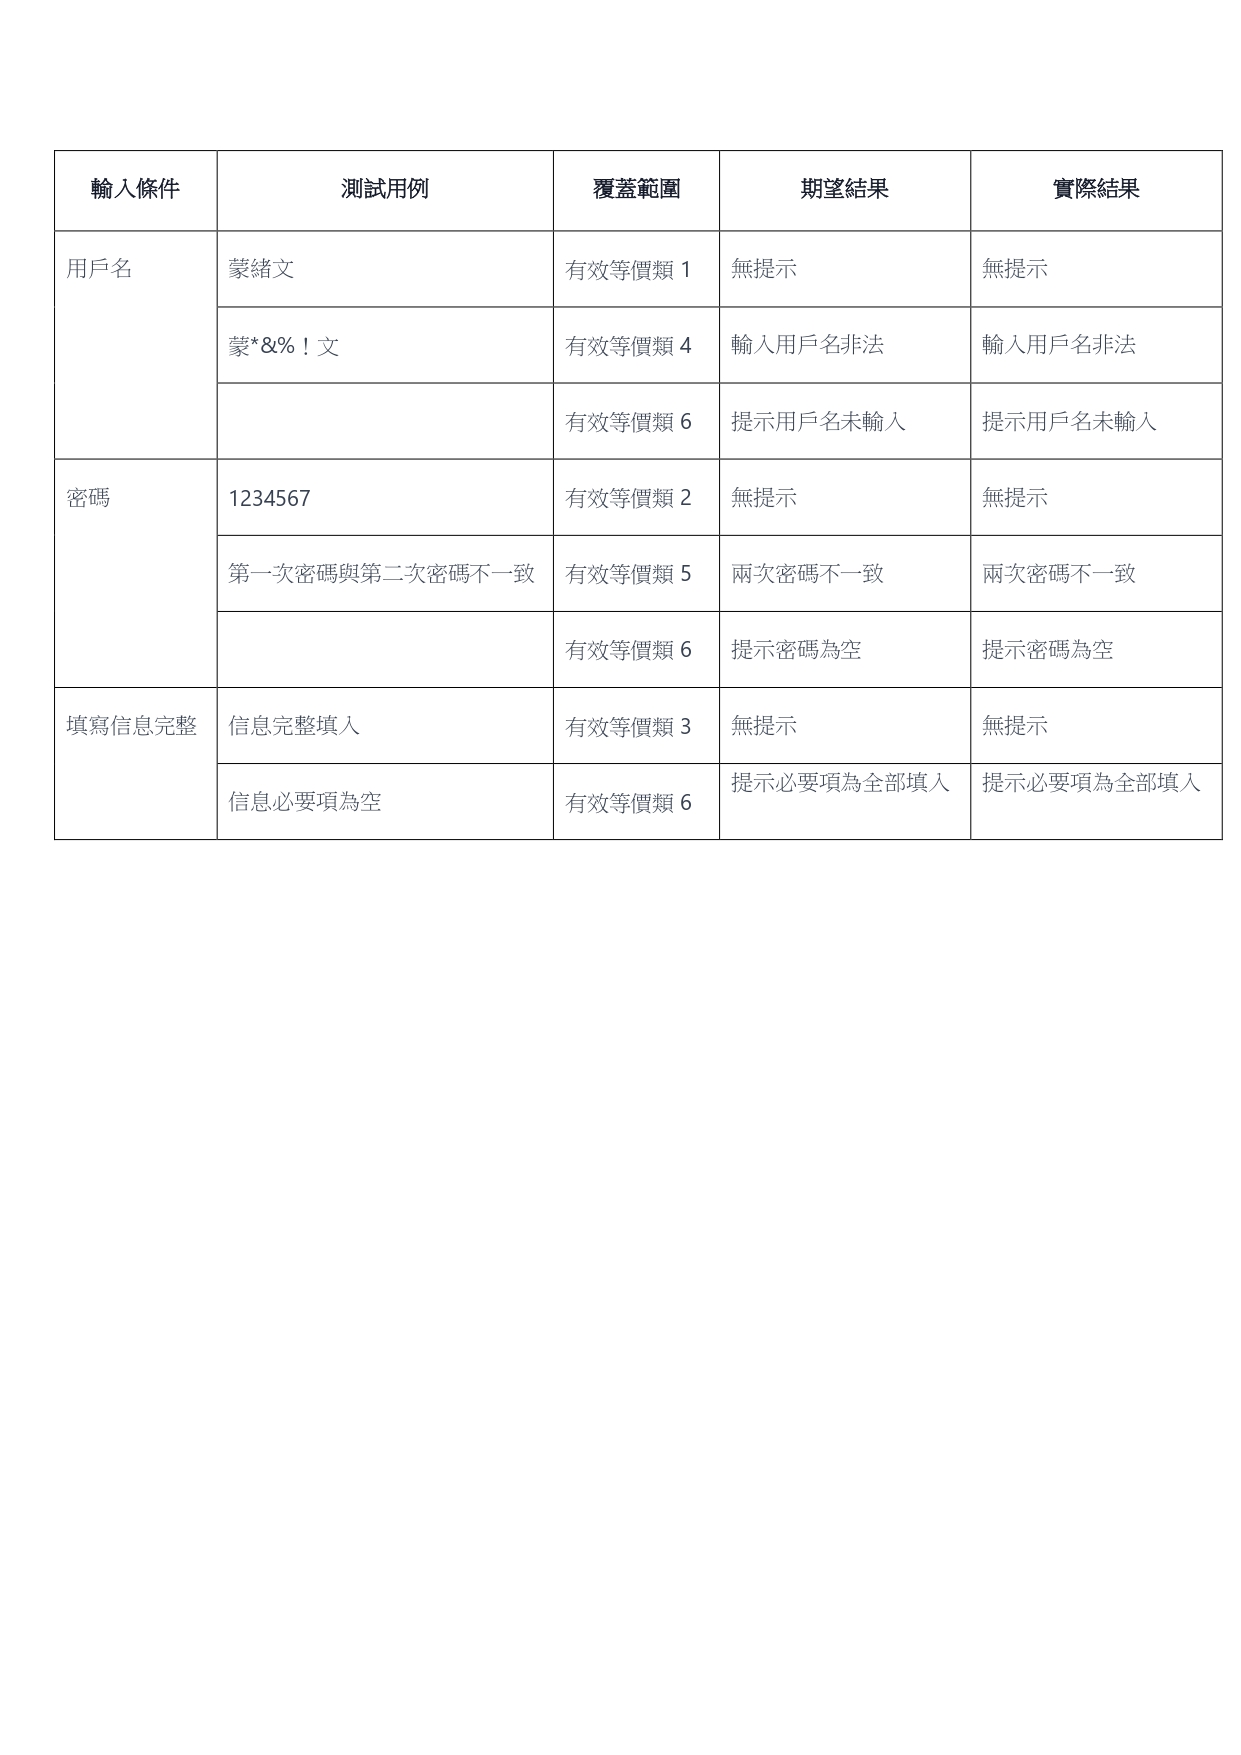 輸入條件 測試用例 覆蓋範圍 期望結果 實際結果
用戶名 蒙緒文 有效等價類 1 無提示 無提示
蒙*&%！文 有效等價類 4 輸入用戶名非法 輸入用戶名非法
有效等價類 6 提示用戶名未輸入 提示用戶名未輸入
密碼 1234567 有效等價類 2 無提示 無提示
第一次密碼與第二次密碼不一致 有效等價類 5 兩次密碼不一致 兩次密碼不一致
有效等價類 6 提示密碼為空 提示密碼為空
填寫信息完整 信息完整填入 有效等價類 3 無提示 無提示
信息必要項為空 有效等價類 6 提示必要項為全部填入 提示必要項為全部填入